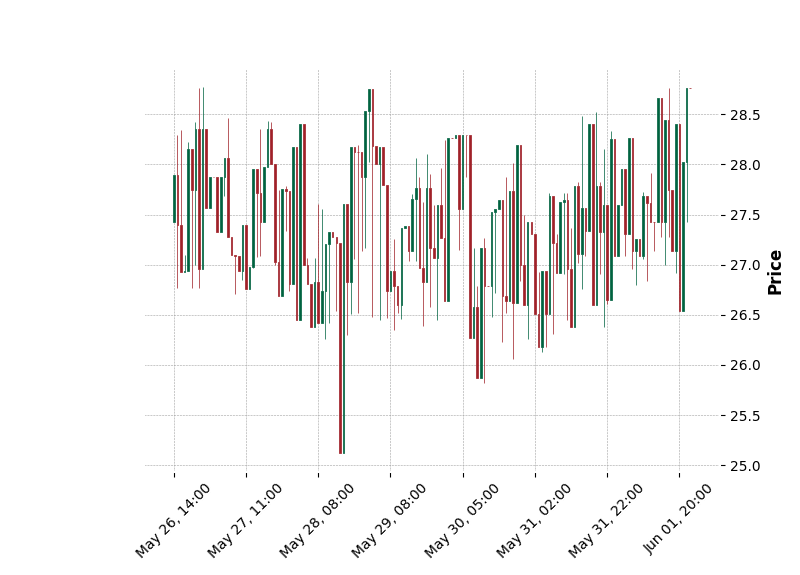 28.5
28.0
27.5
27.0
26.5
26.0
25.5
25.0
Price
May 26, 14:00
May 27, 11:00
May 28, 08:00
May 29, 08:00
May 30, 05:00
May 31, 02:00
May 31, 22:00
Jun 01, 20:00